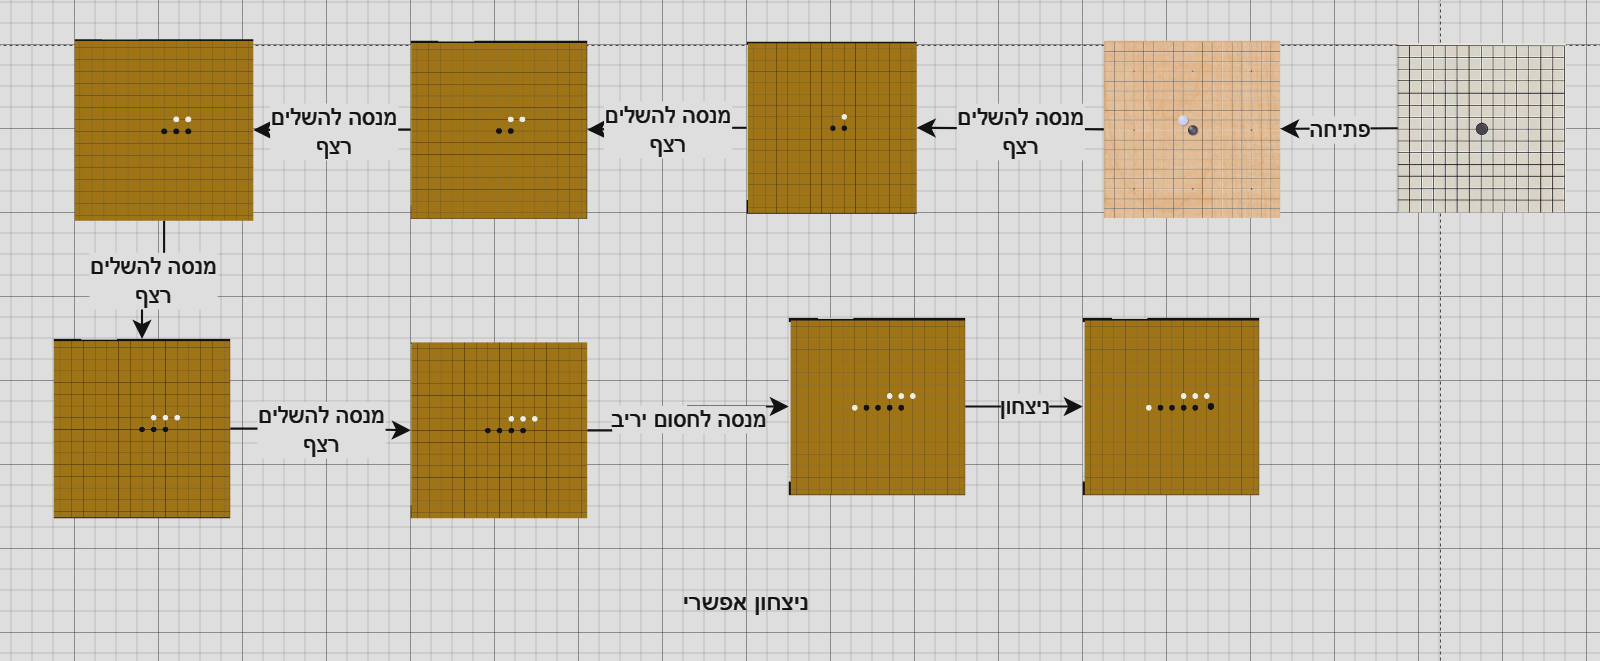 פתיחה
מנסה להשלים
רצף
מנסה להשלים
רצף
מנסה להשלים
רצף
מנסה להשלים
רצף
מנסה להשלים
רצף
מנסה לחסום יריב
ניצחון
ניצחון אפשרי